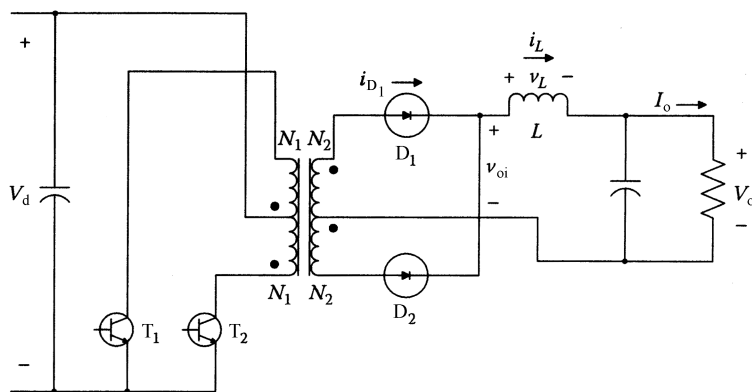 +
i_L
+ v_L −
i_D1
I_o
L
N_1 N_2
D_1
+
v_oi
−
V_d
+
V_o
−
N_1 N_2
D_2
T_1
T_2
−